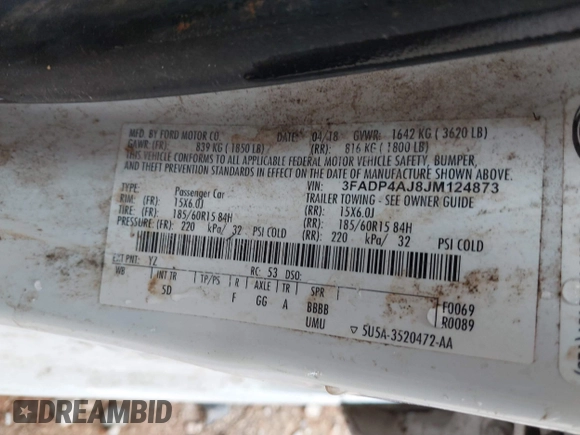 MFD. BY FORD MOTOR CO.
DATE: 04/18 GVWR: 1642 KG ( 3620 LB)
GAWR: (FR): 839 KG (1850 LB) (RR): 816 KG ( 1800 LB)
THIS VEHICLE CONFORMS TO ALL APPLICABLE FEDERAL MOTOR VEHICLE SAFETY, BUMPER,
AND THEFT PREVENTION STANDARDS IN EFFECT ON THE DATE OF MANUFACTURE SHOWN ABOVE.
VIN: 3FADP4AJ8JM124873
TYPE: Passenger Car TRAILER TOWING - SEE OWNER GUIDE
RIM: (FR) 15X6.0J (RR): 15X6.0J
TIRE: (FR) 185/60R15 84H (RR): 185/60R15 84H
PRESSURE: (FR) 220 kPa/ 32 PSI COLD (RR): 220 kPa/ 32 PSI COLD
EXT PNT: YZ RC: 53 DSO:
WB INT TR TP/PS R AXLE TR SPR
5D F GG A BBBB
UMU
F0069
R0089
▽ 5U5A-3520472-AA
DREAMBID